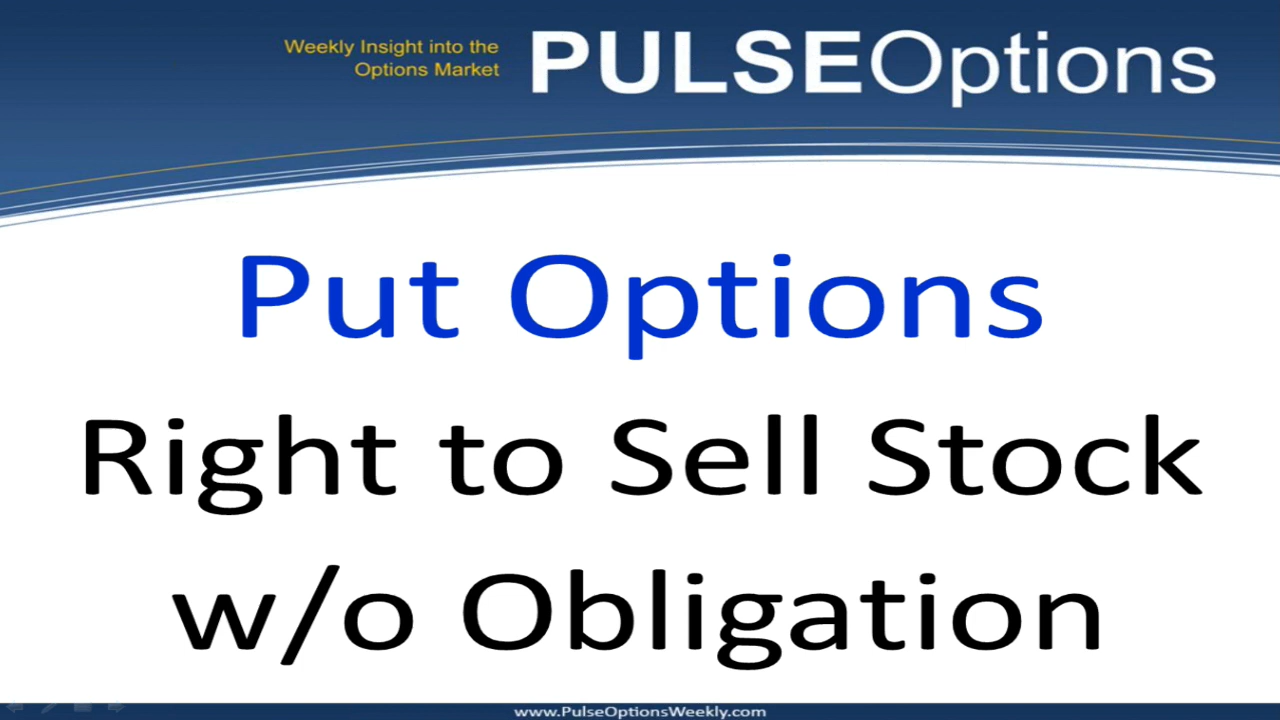 Weekly Insight into the
Options Market
PULSEOptions
Put Options
Right to Sell Stock
w/o Obligation
www.PulseOptionsWeekly.com